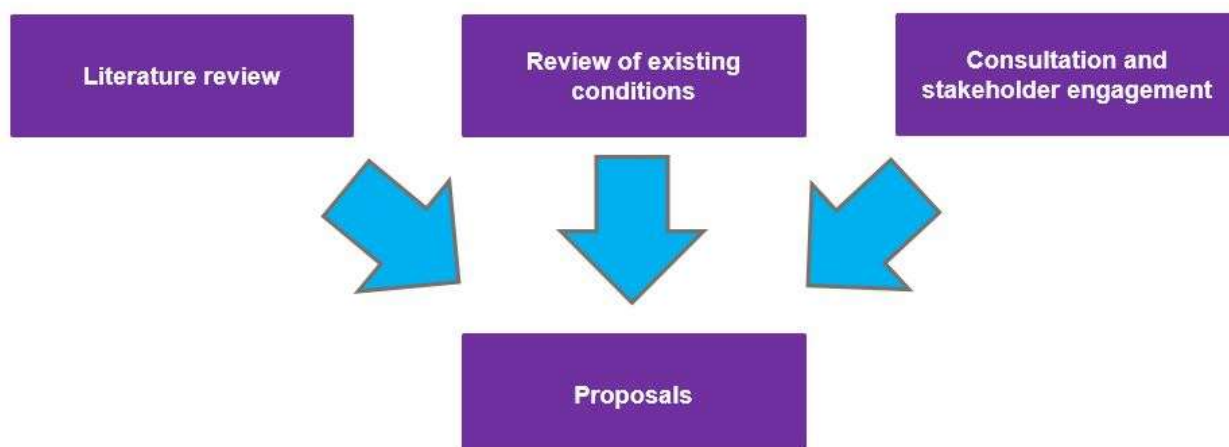 Literature review
Review of existing
conditions
Consultation and
stakeholder engagement
Proposals